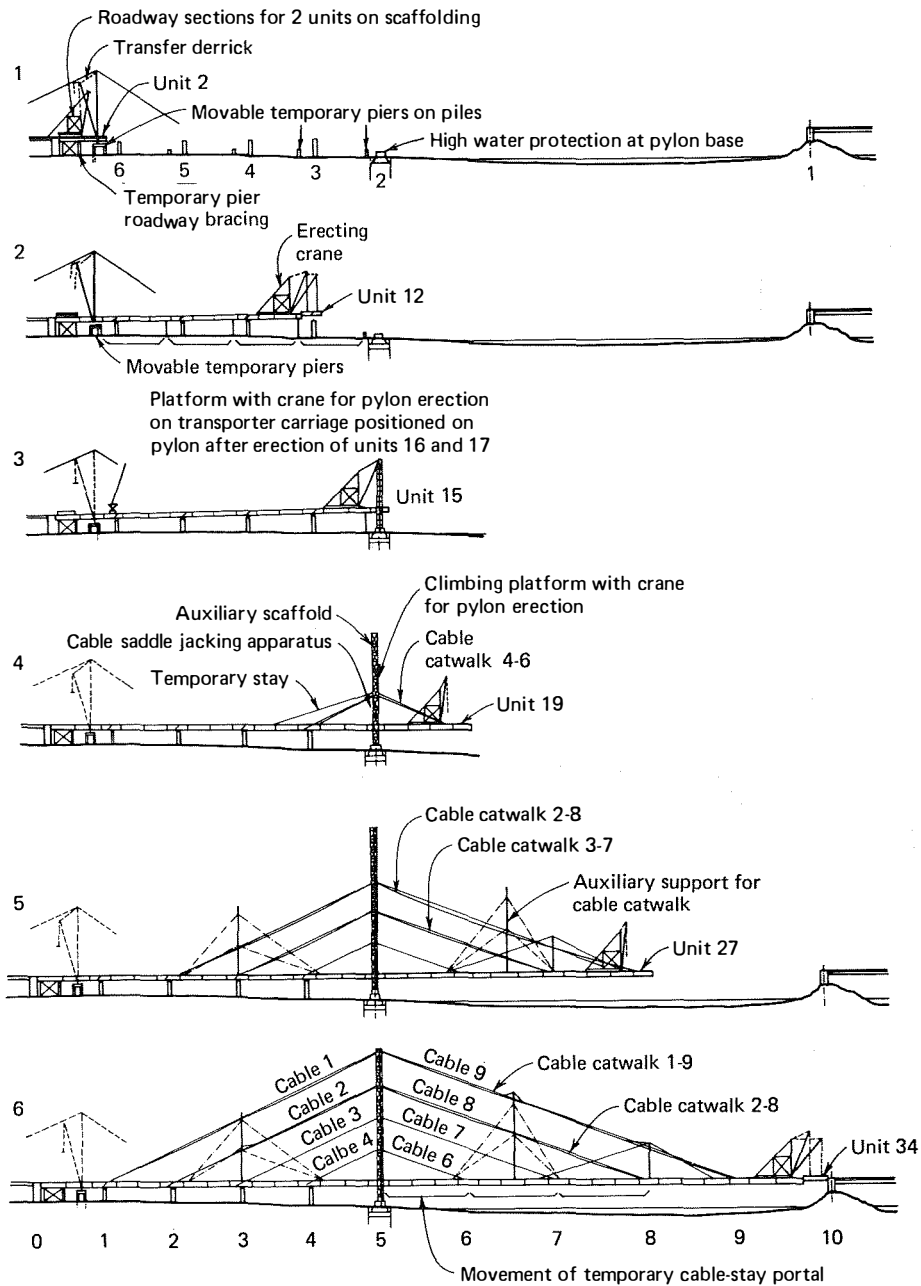 Roadway sections for 2 units on scaffolding
Transfer derrick
1
Unit 2
Movable temporary piers on piles
High water protection at pylon base
6 5 4 3 2 1
Temporary pier
roadway bracing
2
Erecting
crane
Unit 12
Movable temporary piers
Platform with crane for pylon erection
on transporter carriage positioned on
pylon after erection of units 16 and 17
3
Unit 15
Climbing platform with crane
for pylon erection
Auxiliary scaffold
Cable saddle jacking apparatus
Cable
catwalk 4-6
4
Temporary stay
Unit 19
Cable catwalk 2-8
Cable catwalk 3-7
Auxiliary support for
cable catwalk
5
Unit 27
Cable 1
Cable 9
Cable catwalk 1-9
6
Cable 2
Cable 8
Cable catwalk 2-8
Cable 3
Cable 7
Calbe 4
Cable 6
Unit 34
0 1 2 3 4 5 6 7 8 9 10
Movement of temporary cable-stay portal